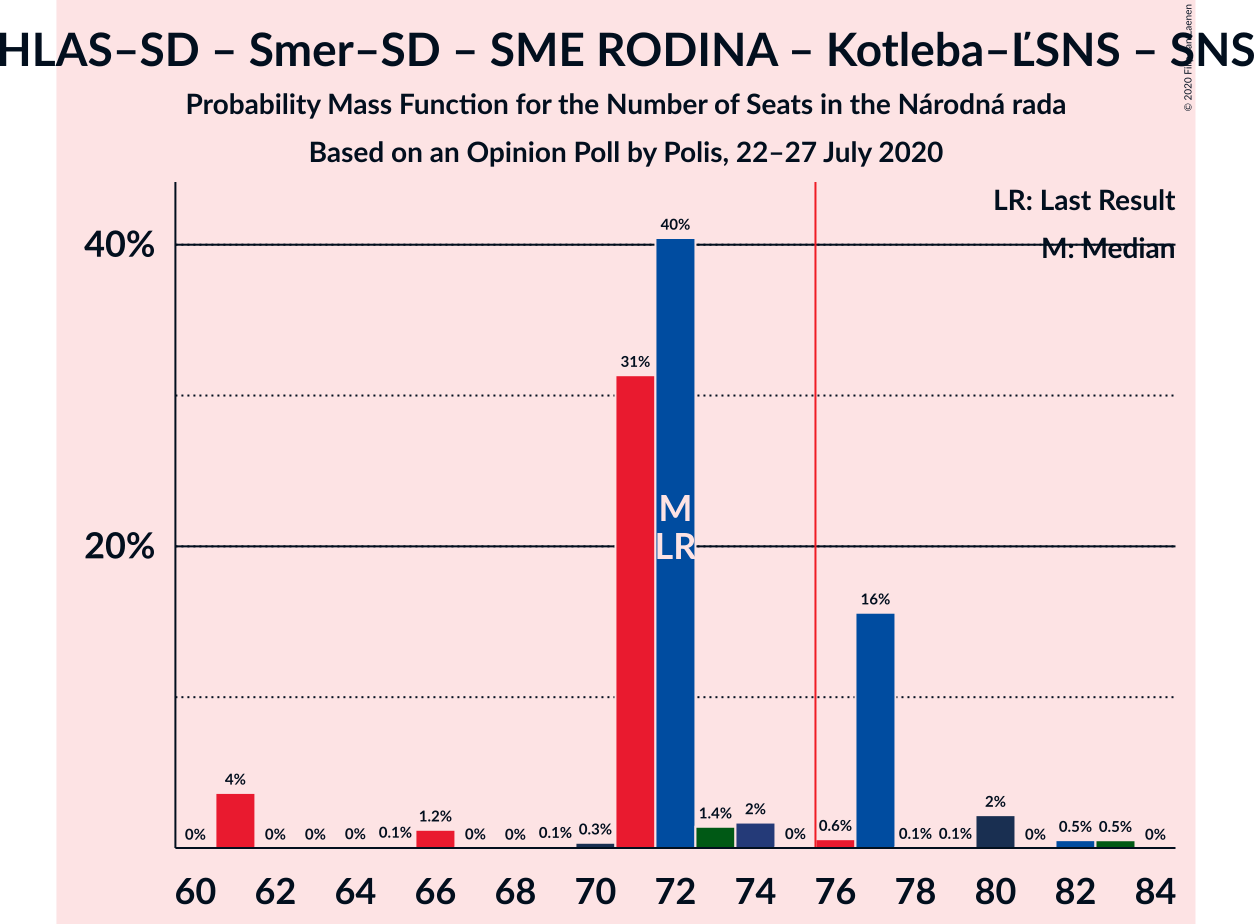 HLAS–SD – Smer–SD – SME RODINA – Kotleba–ĽSNS – SNS
Probability Mass Function for the Number of Seats in the Národná rada
Based on an Opinion Poll by Polis, 22–27 July 2020
© 2020
LR: Last Result
M: Median
40%
20%
0% 4% 0% 0% 0% 0.1% 1.2% 0% 0% 0.1% 0.3% 31% 40% 1.4% 2% 0% 0.6% 16% 0.1% 0.1% 2% 0% 0.5% 0.5% 0%
M
LR
60 62 64 66 68 70 72 74 76 78 80 82 84